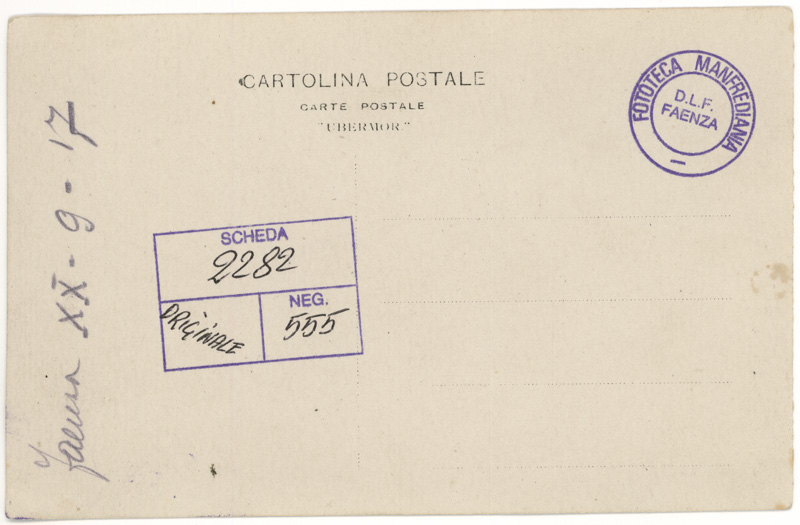 CARTOLINA POSTALE
CARTE POSTALE
"UBERMOR"
FOTOTECA MANFREDIANA
D.L.F.
FAENZA
SCHEDA
2282
ORIGINALE
NEG.
555
Faenza XX-9-17